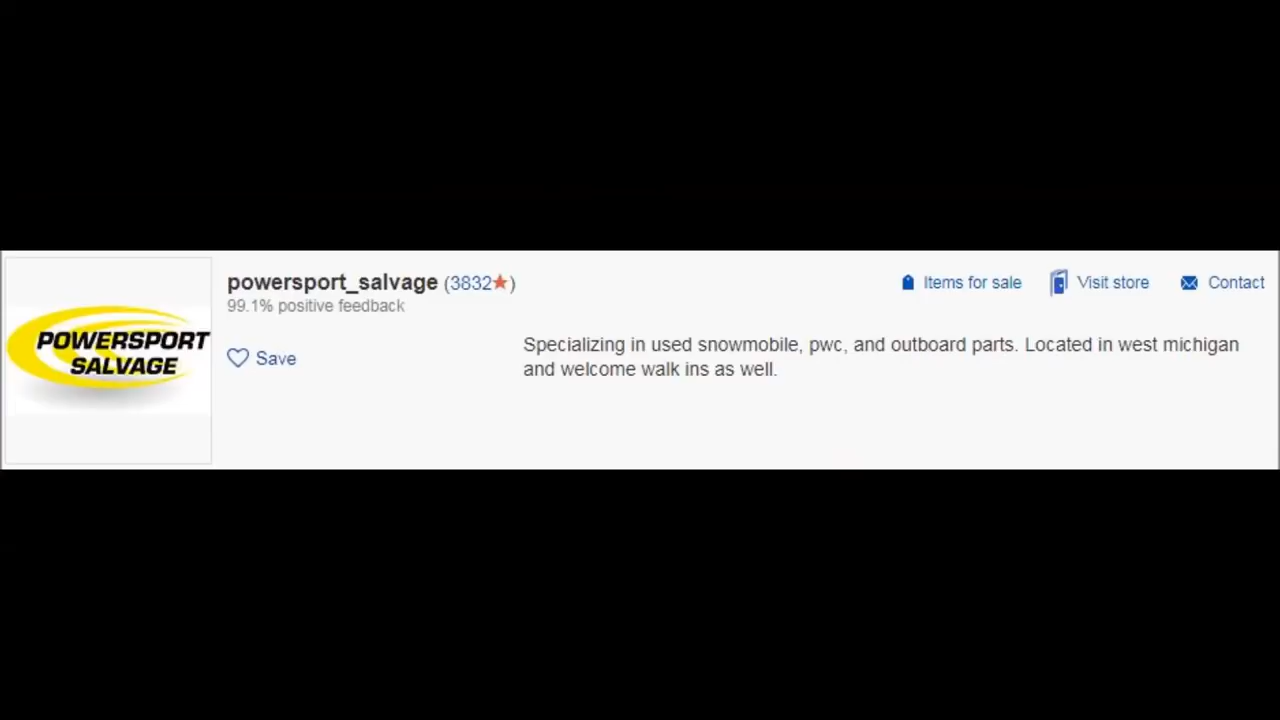 POWERSPORT
SALVAGE
powersport_salvage (3832★)
99.1% positive feedback
Save
Items for sale
Visit store
Contact
Specializing in used snowmobile, pwc, and outboard parts. Located in west michigan
and welcome walk ins as well.